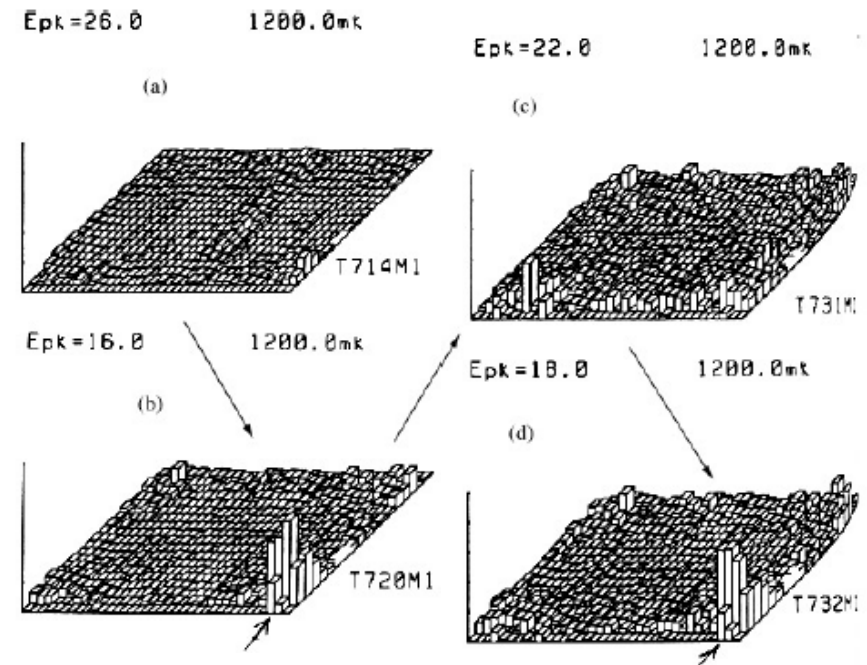 Epk=26.0 1200.0mk
(a)
T714M1
Epk=16.0 1200.0mk
(b)
T720M1
Epk=22.0 1200.0mk
(c)
T731M1
Epk=18.0 1200.0mk
(d)
T732M1